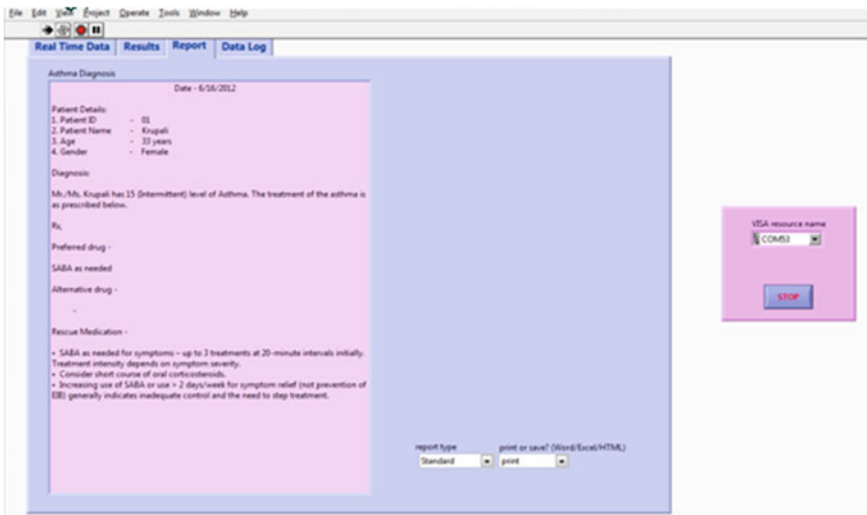 File Edit View Project Operate Tools Window Help
Real Time Data Results Report Data Log
Asthma Diagnosis
Date - 6/16/2012
Patient Details:
1. Patient ID - 01
2. Patient Name - Krupali
3. Age - 33 years
4. Gender - Female
Diagnosis:
Mr./Ms. Krupali has 15 (Intermittent) level of Asthma. The treatment of the asthma is
as prescribed below.
Rx,
Preferred drug -
SABA as needed
Alternative drug -
-
Rescue Medication -
• SABA as needed for symptoms – up to 3 treatments at 20-minute intervals initially.
Treatment intensity depends on symptom severity.
• Consider short course of oral corticosteroids.
• Increasing use of SABA or use > 2 days/week for symptom relief (not prevention of
EIB) generally indicates inadequate control and the need to step treatment.
report type print or save? (Word/Excel/HTML)
Standard print
VISA resource name
COM53
STOP